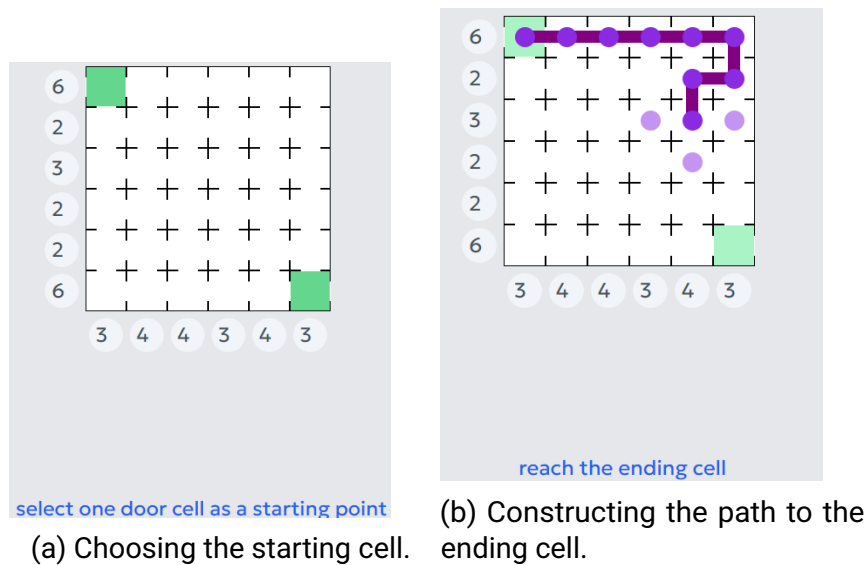 6
2
3
2
2
6
3 4 4 3 4 3
select one door cell as a starting point
(a) Choosing the starting cell.
6
2
3
2
2
6
3 4 4 3 4 3
reach the ending cell
(b) Constructing the path to the
ending cell.